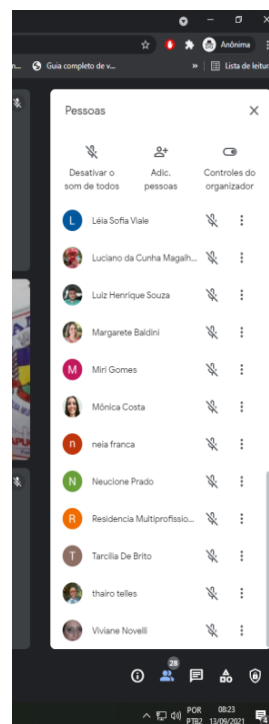 Anônima
n...
Guia completo de v...
»
Lista de leitur
Pessoas
Desativar o
som de todos
Adic.
pessoas
Controles do
organizador
L
Léia Sofia Viale
Luciano da Cunha Magalh...
Luiz Henrique Souza
Margarete Baldini
M
Miri Gomes
Mônica Costa
n
neia franca
N
Neucione Prado
R
Residencia Multiprofissio...
T
Tarcilia De Brito
thairo telles
Viviane Novelli
28
POR
PTB2
08:23
13/09/2021